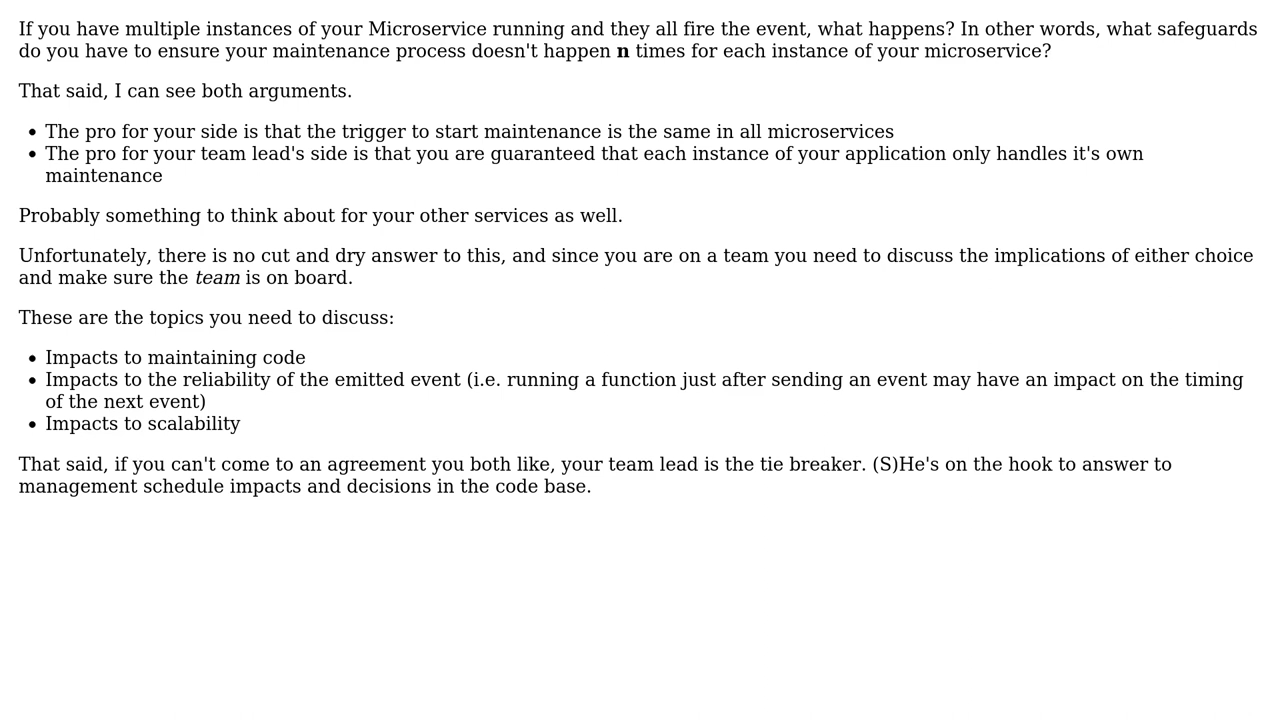 If you have multiple instances of your Microservice running and they all fire the event, what happens? In other words, what safeguards
do you have to ensure your maintenance process doesn't happen n times for each instance of your microservice?
That said, I can see both arguments.
• The pro for your side is that the trigger to start maintenance is the same in all microservices
• The pro for your team lead's side is that you are guaranteed that each instance of your application only handles it's own
maintenance
Probably something to think about for your other services as well.
Unfortunately, there is no cut and dry answer to this, and since you are on a team you need to discuss the implications of either choice
and make sure the team is on board.
These are the topics you need to discuss:
• Impacts to maintaining code
• Impacts to the reliability of the emitted event (i.e. running a function just after sending an event may have an impact on the timing
of the next event)
• Impacts to scalability
That said, if you can't come to an agreement you both like, your team lead is the tie breaker. (S)He's on the hook to answer to
management schedule impacts and decisions in the code base.